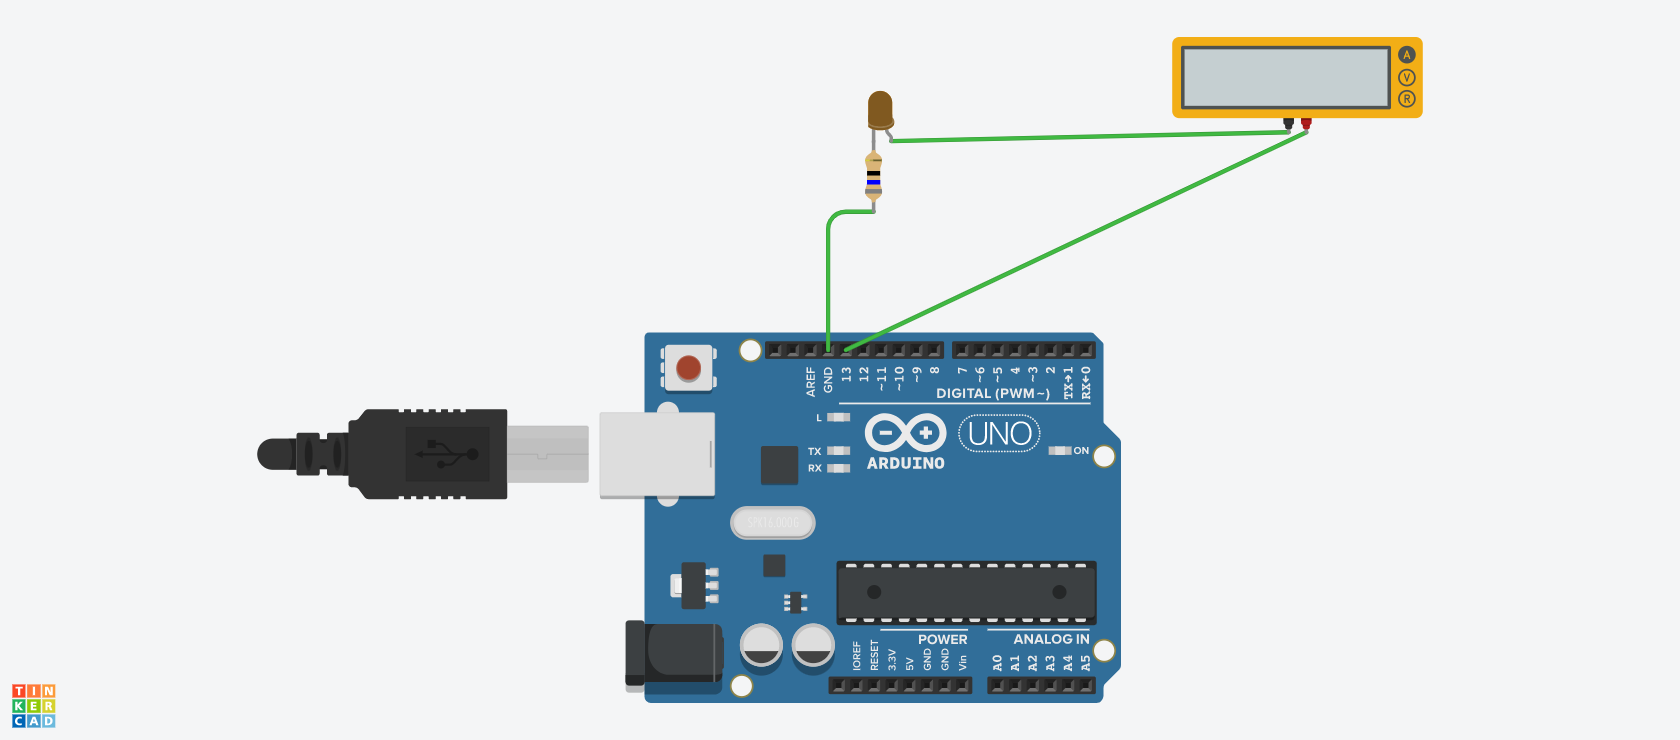 A
V
R
AREF
GND
13
12
~11
~10
~9
8
7
~6
~5
4
~3
2
TX→1
RX←0
DIGITAL (PWM~)
L
TX
RX
UNO
ARDUINO
ON
POWER
ANALOG IN
IOREF
RESET
3.3V
5V
GND
GND
Vin
A0
A1
A2
A3
A4
A5
TIN
KER
CAD